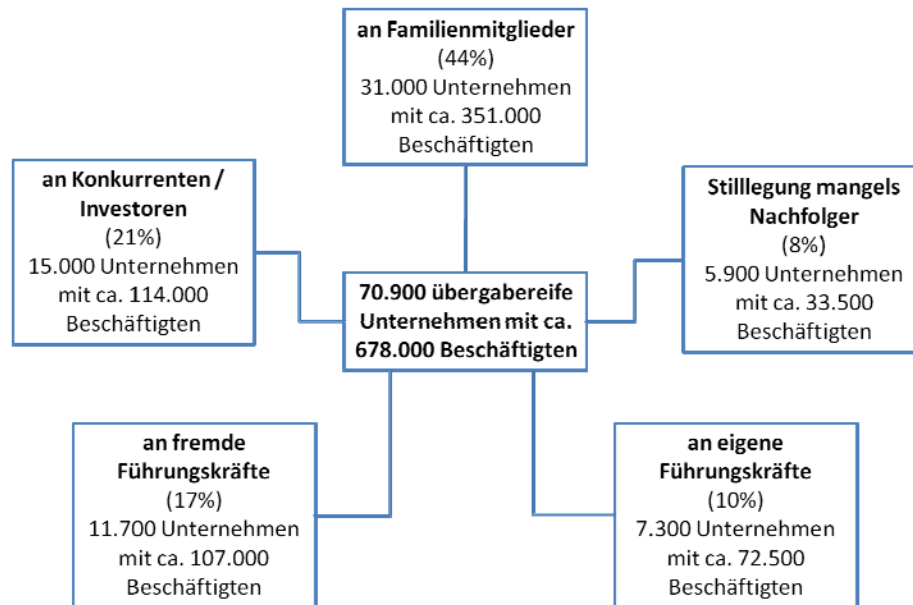 an Familienmitglieder
(44%)
31.000 Unternehmen
mit ca. 351.000
Beschäftigten
an Konkurrenten /
Investoren
(21%)
15.000 Unternehmen
mit ca. 114.000
Beschäftigten
Stilllegung mangels
Nachfolger
(8%)
5.900 Unternehmen
mit ca. 33.500
Beschäftigten
70.900 übergabereife
Unternehmen mit ca.
678.000 Beschäftigten
an fremde
Führungskräfte
(17%)
11.700 Unternehmen
mit ca. 107.000
Beschäftigten
an eigene
Führungskräfte
(10%)
7.300 Unternehmen
mit ca. 72.500
Beschäftigten